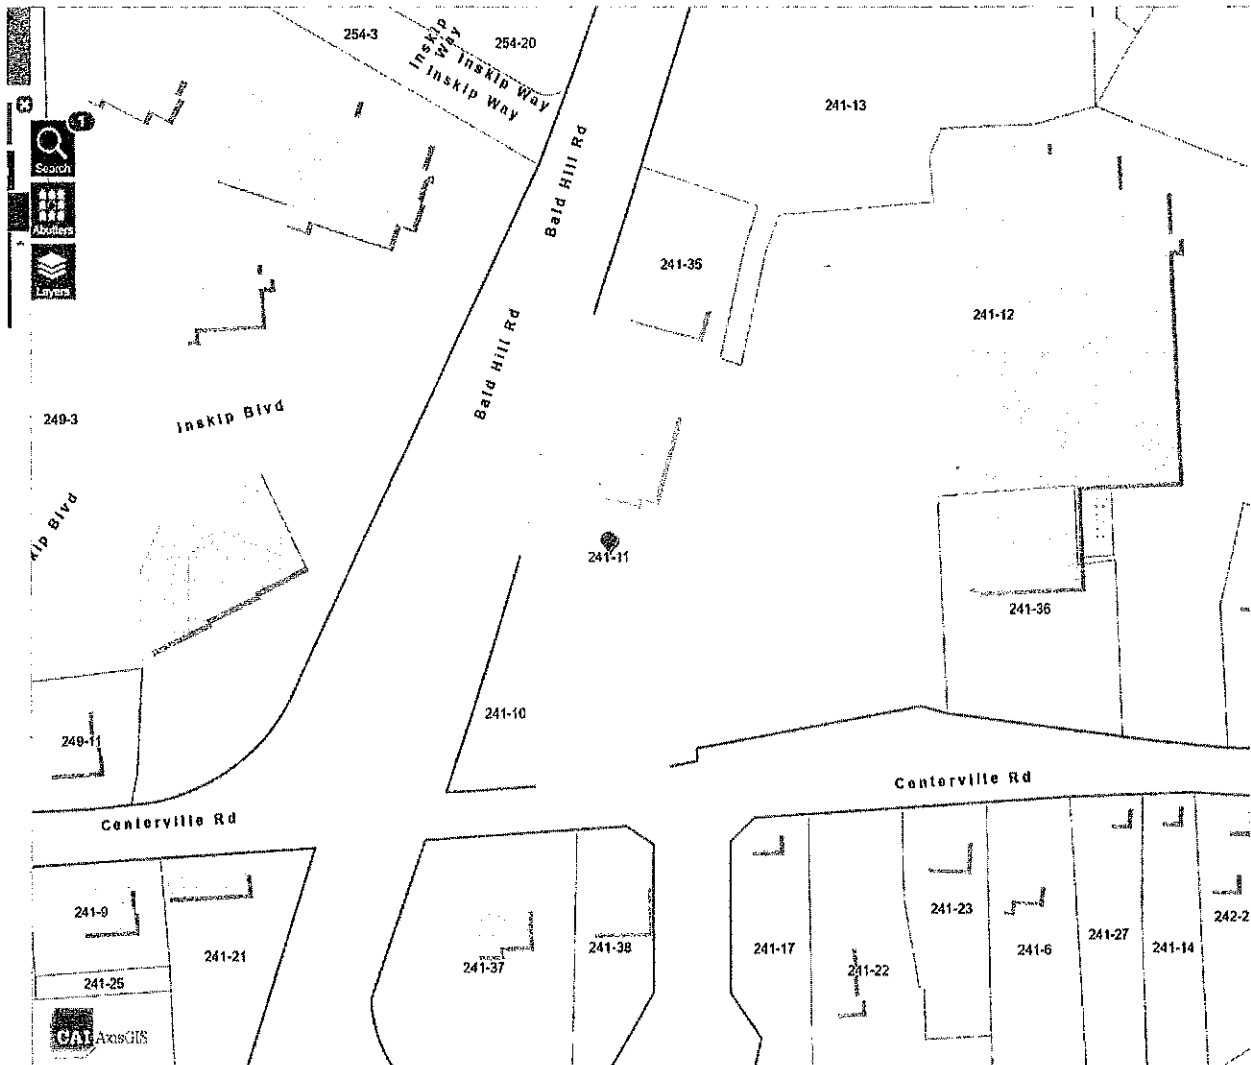 254-3
254-20
Inskip Way
Inskip Way
Inskip Way
241-13
1
Search
Abutters
Layers
Bald Hill Rd
241-35
241-12
Bald Hill Rd
249-3
Inskip Blvd
kip Blvd
241-11
241-36
241-10
249-11
Centerville Rd
Centerville Rd
241-9
241-21
241-25
241-37
241-38
241-17
241-22
241-23
241-6
241-27
241-14
242-2
CAI AxisGIS